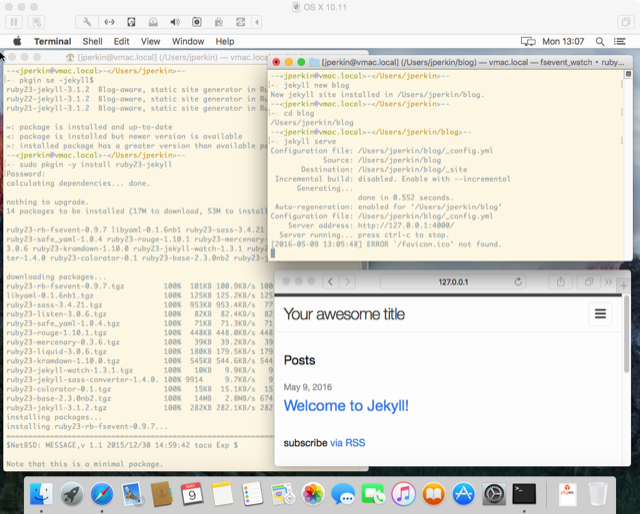 OS X 10.11
Terminal Shell Edit View Window Help
Mon 13:07
[jperkin@vmac.local] (/Users/jperkin) — vmac.loca
--<jperkin@vmac.local>-</Users/jperkin>--
- pkgin se -jekyll$
ruby23-jekyll-3.1.2 Blog-aware, static site generator in Ru
ruby22-jekyll-3.1.2 Blog-aware, static site generator in Ru
ruby21-jekyll-3.1.2 Blog-aware, static site generator in Ru
=: package is installed and up-to-date
<: package is installed but newer version is available
>: installed package has a greater version than available pa
--<jperkin@vmac.local>-</Users/jperkin>--
- sudo pkgin -y install ruby23-jekyll
Password:
calculating dependencies... done.
nothing to upgrade.
14 packages to be installed (17M to download, 53M to install
ruby23-rb-fsevent-0.9.7 libyaml-0.1.6nb1 ruby23-sass-3.4.21
ruby23-safe_yaml-1.0.4 ruby23-rouge-1.10.1 ruby23-mercenary-
3.0.6 ruby23-kramdown-1.10.0 ruby23-jekyll-watch-1.3.1 ruby2
ter-1.4.0 ruby23-colorator-0.1 ruby23-base-2.3.0nb2 ruby23-j
downloading packages...
ruby23-rb-fsevent-0.9.7.tgz 100% 101KB 100.9KB/s 100
libyaml-0.1.6nb1.tgz 100% 125KB 125.2KB/s 125
ruby23-sass-3.4.21.tgz 100% 953KB 953.4KB/s 77
ruby23-listen-3.0.6.tgz 100% 82KB 82.4KB/s 82
ruby23-safe_yaml-1.0.4.tgz 100% 71KB 71.3KB/s 71
ruby23-rouge-1.10.1.tgz 100% 448KB 448.0KB/s 448
ruby23-mercenary-0.3.6.tgz 100% 39KB 39.2KB/s 39
ruby23-liquid-3.0.6.tgz 100% 180KB 179.5KB/s 180
ruby23-kramdown-1.10.0.tgz 100% 545KB 544.6KB/s 544
ruby23-jekyll-watch-1.3.1.tgz 100% 10KB 9.9KB/s 9
ruby23-jekyll-sass-converter-1.4.0. 100% 9914 9.7KB/s 9
ruby23-colorator-0.1.tgz 100% 15KB 15.1KB/s 15
ruby23-base-2.3.0nb2.tgz 100% 14MB 2.8MB/s 674
ruby23-jekyll-3.1.2.tgz 100% 282KB 282.1KB/s 282
installing packages...
installing ruby23-rb-fsevent-0.9.7...
$NetBSD: MESSAGE,v 1.1 2015/12/30 14:59:42 taca Exp $
Note that this is a minimal package.
[jperkin@vmac.local] (/Users/jperkin/blog) — vmac.local — fsevent_watch • ruby...
--<jperkin@vmac.local>-</Users/jperkin>--
- jekyll new blog
New jekyll site installed in /Users/jperkin/blog.
--<jperkin@vmac.local>-</Users/jperkin>--
- cd blog
/Users/jperkin/blog
--<jperkin@vmac.local>-</Users/jperkin/blog>--
- jekyll serve
Configuration file: /Users/jperkin/blog/_config.yml
Source: /Users/jperkin/blog
Destination: /Users/jperkin/blog/_site
Incremental build: disabled. Enable with --incremental
Generating...
done in 0.552 seconds.
Auto-regeneration: enabled for '/Users/jperkin/blog'
Configuration file: /Users/jperkin/blog/_config.yml
Server address: http://127.0.0.1:4000/
Server running... press ctrl-c to stop.
[2016-05-09 13:05:48] ERROR '/favicon.ico' not found.
127.0.0.1
Your awesome title
Posts
May 9, 2016
Welcome to Jekyll!
subscribe via RSS
9